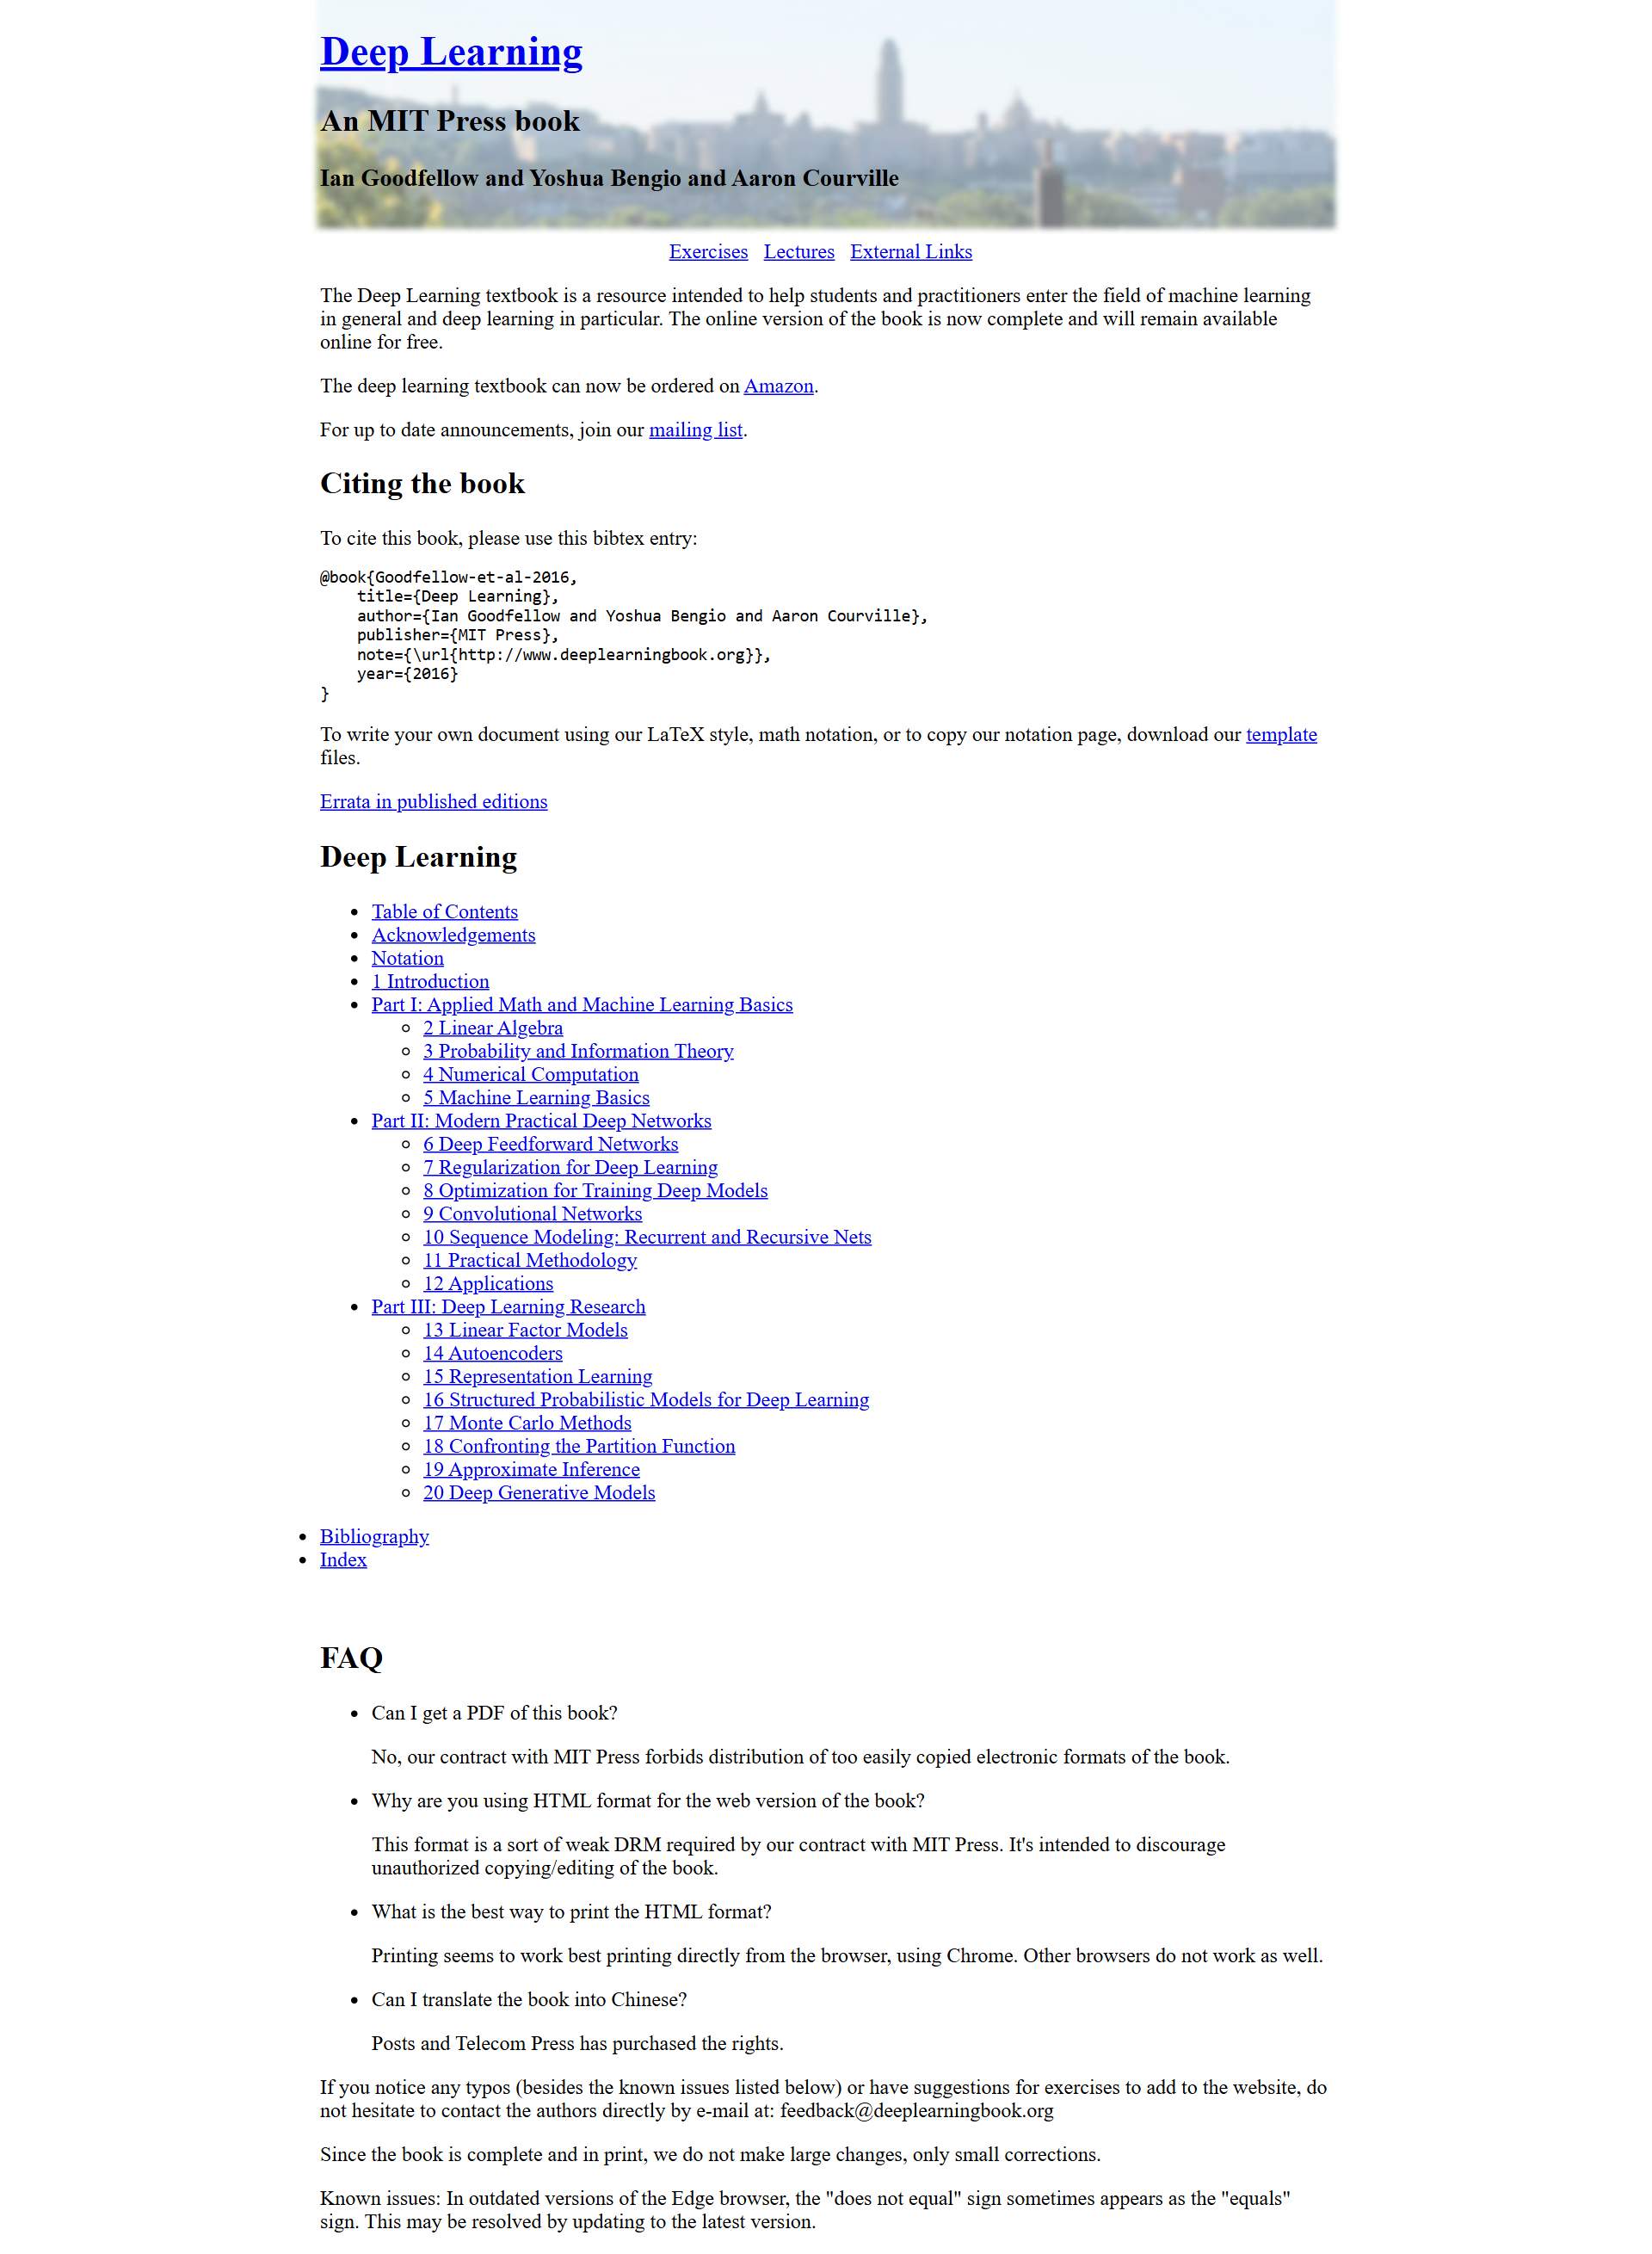 Deep Learning
An MIT Press book
Ian Goodfellow and Yoshua Bengio and Aaron Courville
Exercises Lectures External Links
The Deep Learning textbook is a resource intended to help students and practitioners enter the field of machine learning
in general and deep learning in particular. The online version of the book is now complete and will remain available
online for free.
The deep learning textbook can now be ordered on Amazon.
For up to date announcements, join our mailing list.
Citing the book
To cite this book, please use this bibtex entry:
@book{Goodfellow-et-al-2016,
    title={Deep Learning},
    author={Ian Goodfellow and Yoshua Bengio and Aaron Courville},
    publisher={MIT Press},
    note={\url{http://www.deeplearningbook.org}},
    year={2016}
}
To write your own document using our LaTeX style, math notation, or to copy our notation page, download our template
files.
Errata in published editions
Deep Learning
• Table of Contents
• Acknowledgements
• Notation
• 1 Introduction
• Part I: Applied Math and Machine Learning Basics
◦ 2 Linear Algebra
◦ 3 Probability and Information Theory
◦ 4 Numerical Computation
◦ 5 Machine Learning Basics
• Part II: Modern Practical Deep Networks
◦ 6 Deep Feedforward Networks
◦ 7 Regularization for Deep Learning
◦ 8 Optimization for Training Deep Models
◦ 9 Convolutional Networks
◦ 10 Sequence Modeling: Recurrent and Recursive Nets
◦ 11 Practical Methodology
◦ 12 Applications
• Part III: Deep Learning Research
◦ 13 Linear Factor Models
◦ 14 Autoencoders
◦ 15 Representation Learning
◦ 16 Structured Probabilistic Models for Deep Learning
◦ 17 Monte Carlo Methods
◦ 18 Confronting the Partition Function
◦ 19 Approximate Inference
◦ 20 Deep Generative Models
• Bibliography
• Index
FAQ
• Can I get a PDF of this book?
No, our contract with MIT Press forbids distribution of too easily copied electronic formats of the book.
• Why are you using HTML format for the web version of the book?
This format is a sort of weak DRM required by our contract with MIT Press. It's intended to discourage
unauthorized copying/editing of the book.
• What is the best way to print the HTML format?
Printing seems to work best printing directly from the browser, using Chrome. Other browsers do not work as well.
• Can I translate the book into Chinese?
Posts and Telecom Press has purchased the rights.
If you notice any typos (besides the known issues listed below) or have suggestions for exercises to add to the website, do
not hesitate to contact the authors directly by e-mail at: feedback@deeplearningbook.org
Since the book is complete and in print, we do not make large changes, only small corrections.
Known issues: In outdated versions of the Edge browser, the "does not equal" sign sometimes appears as the "equals"
sign. This may be resolved by updating to the latest version.